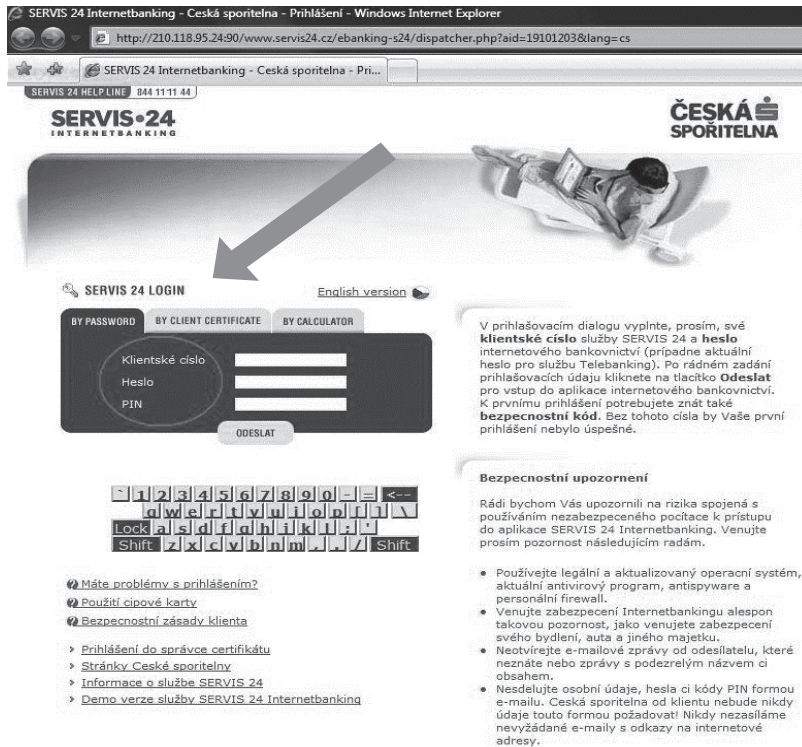 SERVIS 24 Internetbanking - Ceská sporitelna - Prihlášení - Windows Internet Explorer
http://210.118.95.24:90/www.servis24.cz/ebanking-s24/dispatcher.php?aid=19101203&lang=cs
SERVIS 24 Internetbanking - Ceská sporitelna - Pri...
SERVIS 24 HELP LINE 844 11 11 44
SERVIS 24
INTERNETBANKING
ČESKÁ
SPOŘITELNA
SERVIS 24 LOGIN
English version
BY PASSWORD
BY CLIENT CERTIFICATE
BY CALCULATOR
Klientské císlo
Heslo
PIN
ODESLAT
` 1 2 3 4 5 6 7 8 9 0 - = <--
q w e r t y u i o p [ ] \
Lock a s d f g h j k l ; '
Shift z x c v b n m , . / Shift
Máte problémy s prihlášením?
Použití cipové karty
Bezpecnostní zásady klienta
Prihlášení do správce certifikátu
Stránky Ceské sporitelny
Informace o službe SERVIS 24
Demo verze služby SERVIS 24 Internetbanking
V prihlašovacím dialogu vyplnte, prosím, své
klientské císlo služby SERVIS 24 a heslo
internetového bankovnictví (prípadne aktuální
heslo pro službu Telebanking). Po rádném zadání
prihlašovacích údaju kliknete na tlacítko Odeslat
pro vstup do aplikace internetového bankovnictví.
K prvnímu prihlášení potrebujete znát také
bezpecnostní kód. Bez tohoto císla by Vaše první
prihlášení nebylo úspešné.
Bezpecnostní upozornení
Rádi bychom Vás upozornili na rizika spojená s
používáním nezabezpeceného pocítace k prístupu
do aplikace SERVIS 24 Internetbanking. Venujte
prosím pozornost následujícím radám.
Používejte legální a aktualizovaný operacní systém,
aktuální antivirový program, antispyware a
personální firewall.
Venujte zabezpecení Internetbankingu alespon
takovou pozornost, jako venujete zabezpecení
svého bydlení, auta a jiného majetku.
Neotvírejte e-mailové zprávy od odesílatelu, které
neznáte nebo zprávy s podezrelým názvem ci
obsahem.
Nesdelujte osobní údaje, hesla ci kódy PIN formou
e-mailu. Ceská sporitelna od klientu nebude nikdy
údaje touto formou požadovat! Nikdy nezasíláme
nevyžádané e-maily s odkazy na internetové
adresy.